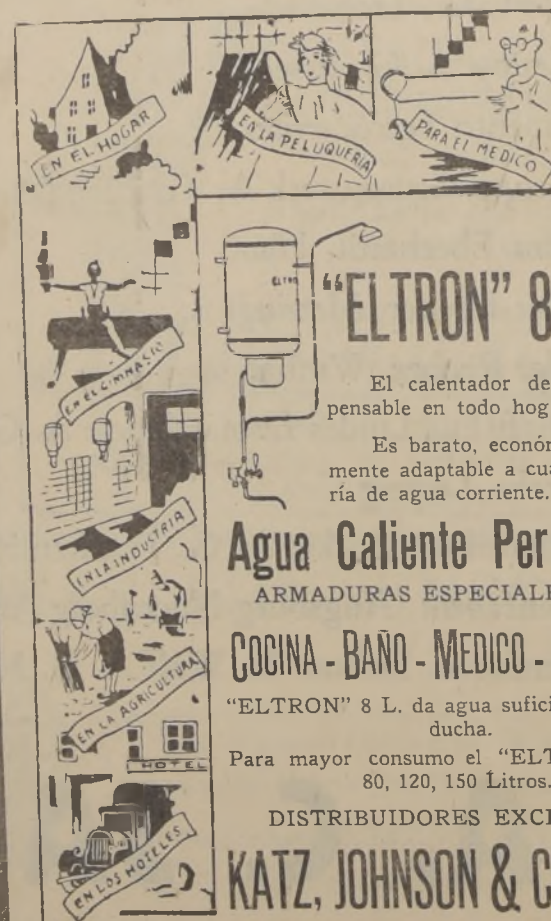 EN EL HOGAR
EN LA PELUQUERIA
PARA EL MEDICO
EN EL GIMNASIO
EN LA INDUSTRIA
EN LA AGRICULTURA
HOTEL
EN LOS HOTELES
ELTRON
"ELTRON" 8
El calentador de
pensable en todo hog
Es barato, econó
mente adaptable a cua
ría de agua corriente.
Agua Caliente Per
ARMADURAS ESPECIALE
COCINA - BAÑO - MEDICO -
"ELTRON" 8 L. da agua sufici
ducha.
Para mayor consumo el "ELT
80, 120, 150 Litros.
DISTRIBUIDORES EXC
KATZ, JOHNSON & C